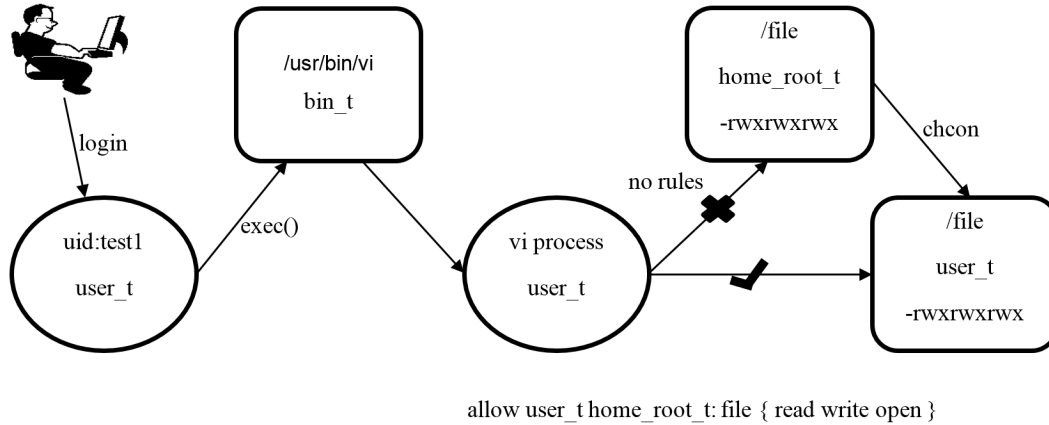 login
/usr/bin/vi
bin_t
/file
home_root_t
-rwxrwxrwx
chcon
no rules
exec()
uid:test1
user_t
vi process
user_t
/file
user_t
-rwxrwxrwx
allow user_t home_root_t: file { read write open }